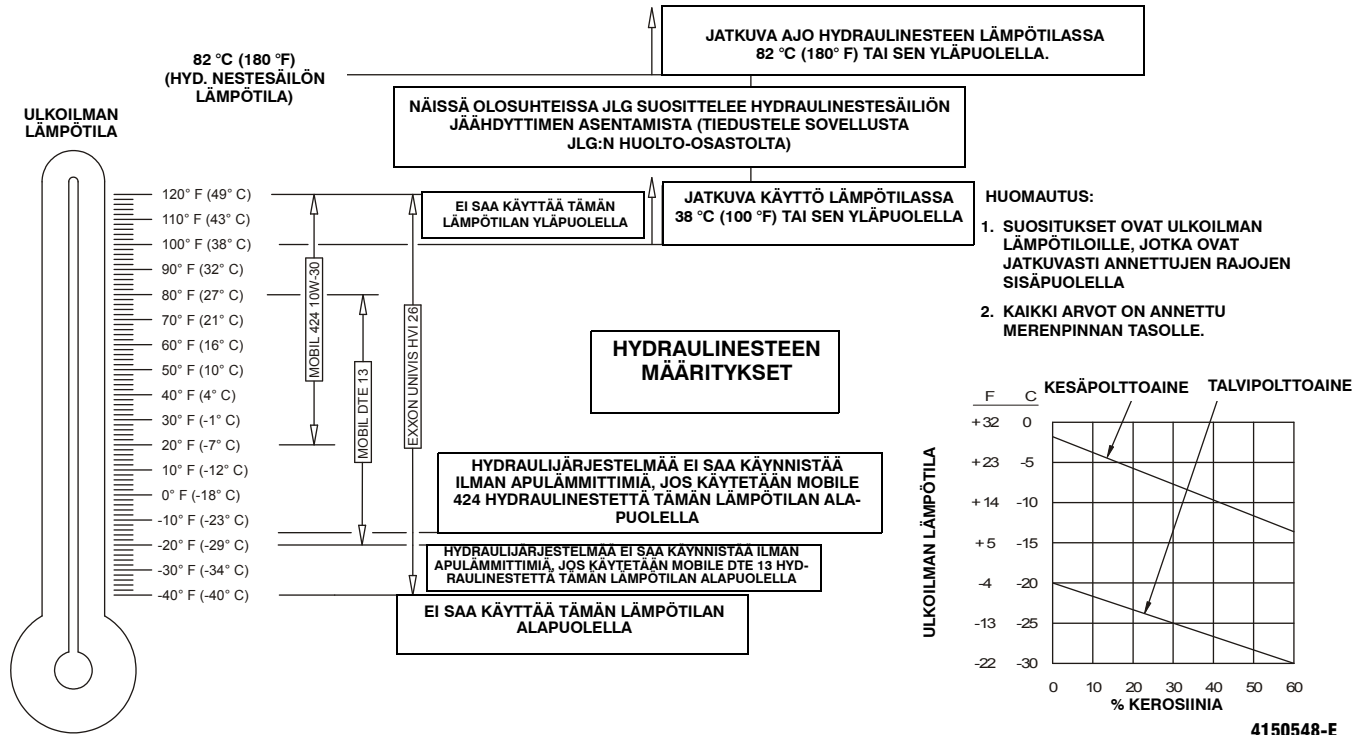 82 °C (180 °F)
(HYD. NESTESÄILÖN
LÄMPÖTILA)
JATKUVA AJO HYDRAULINESTEEN LÄMPÖTILASSA
82 °C (180° F) TAI SEN YLÄPUOLELLA.
NÄISSÄ OLOSUHTEISSA JLG SUOSITTELEE HYDRAULINESTESÄILIÖN
JÄÄHDYTTIMEN ASENTAMISTA (TIEDUSTELE SOVELLUSTA
JLG:N HUOLTO-OSASTOLTA)
ULKOILMAN
LÄMPÖTILA
120° F (49° C)
110° F (43° C)
100° F (38° C)
90° F (32° C)
80° F (27° C)
70° F (21° C)
60° F (16° C)
50° F (10° C)
40° F (4° C)
30° F (-1° C)
20° F (-7° C)
10° F (-12° C)
0° F (-18° C)
-10° F (-23° C)
-20° F (-29° C)
-30° F (-34° C)
-40° F (-40° C)
MOBIL 424 10W-30
MOBIL DTE 13
EXXON UNIVIS HVI 26
EI SAA KÄYTTÄÄ TÄMÄN
LÄMPÖTILAN YLÄPUOLELLA
JATKUVA KÄYTTÖ LÄMPÖTILASSA
38 °C (100 °F) TAI SEN YLÄPUOLELLA
HYDRAULINESTEEN
MÄÄRITYKSET
HYDRAULIJÄRJESTELMÄÄ EI SAA KÄYNNISTÄÄ
ILMAN APULÄMMITTIMIÄ, JOS KÄYTETÄÄN MOBILE
424 HYDRAULINESTETTÄ TÄMÄN LÄMPÖTILAN ALA-
PUOLELLA
HYDRAULIJÄRJESTELMÄÄ EI SAA KÄYNNISTÄÄ ILMAN
APULÄMMITTIMIÄ, JOS KÄYTETÄÄN MOBILE DTE 13 HYD-
RAULINESTETTÄ TÄMÄN LÄMPÖTILAN ALAPUOLELLA
EI SAA KÄYTTÄÄ TÄMÄN LÄMPÖTILAN
ALAPUOLELLA
HUOMAUTUS:
1. SUOSITUKSET OVAT ULKOILMAN
LÄMPÖTILOILLE, JOTKA OVAT
JATKUVASTI ANNETTUJEN RAJOJEN
SISÄPUOLELLA
2. KAIKKI ARVOT ON ANNETTU
MERENPINNAN TASOLLE.
KESÄPOLTTOAINE TALVIPOLTTOAINE
F C
+32 0
+23 -5
+14 -10
+5 -15
-4 -20
-13 -25
-22 -30
ULKOILMAN LÄMPÖTILA
0 10 20 30 40 50 60
% KEROSIINIA
4150548-E